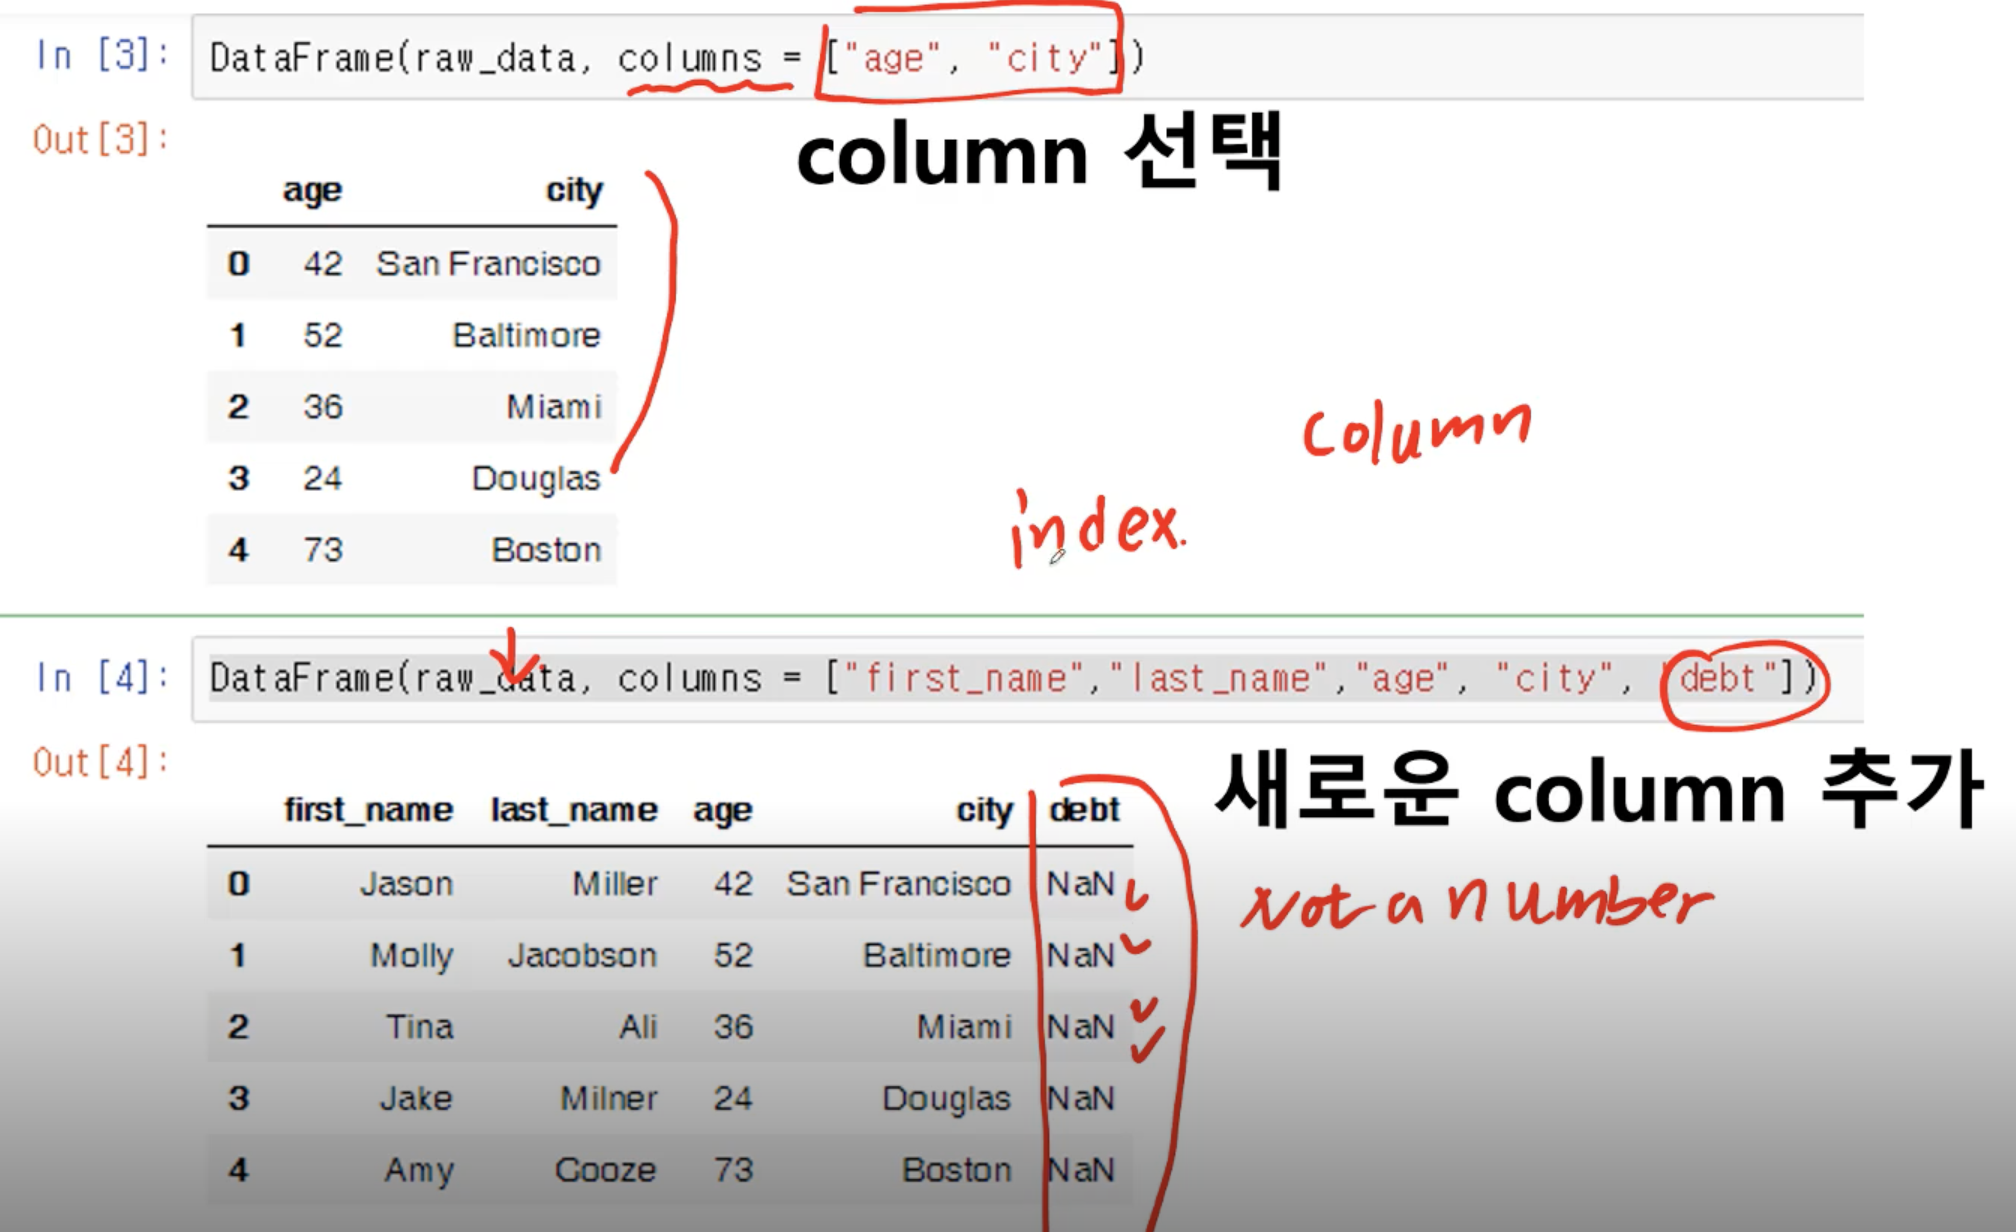 In [3]: DataFrame(raw_data, columns = ["age", "city"])
column 선택
Out[3]:
age city
0 42 San Francisco
1 52 Baltimore
2 36 Miami
3 24 Douglas
4 73 Boston
column
index.
In [4]: DataFrame(raw_data, columns = ["first_name","last_name","age", "city", "debt"])
Out[4]:
새로운 column 추가
first_name last_name age city debt
0 Jason Miller 42 San Francisco NaN
1 Molly Jacobson 52 Baltimore NaN
2 Tina Ali 36 Miami NaN
3 Jake Milner 24 Douglas NaN
4 Amy Cooze 73 Boston NaN
Not a number